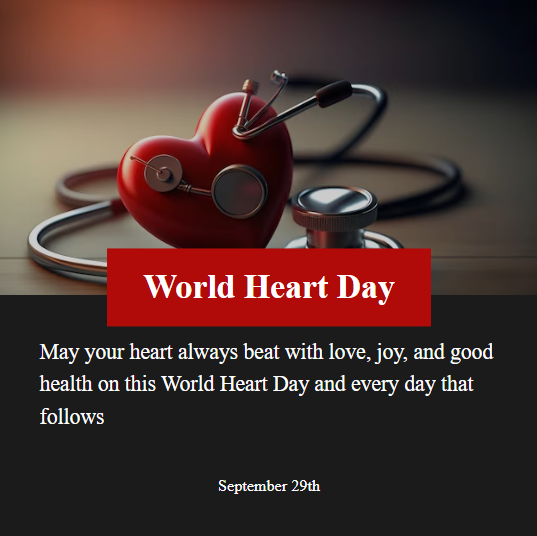 World Heart Day
May your heart always beat with love, joy, and good
health on this World Heart Day and every day that
follows
September 29th